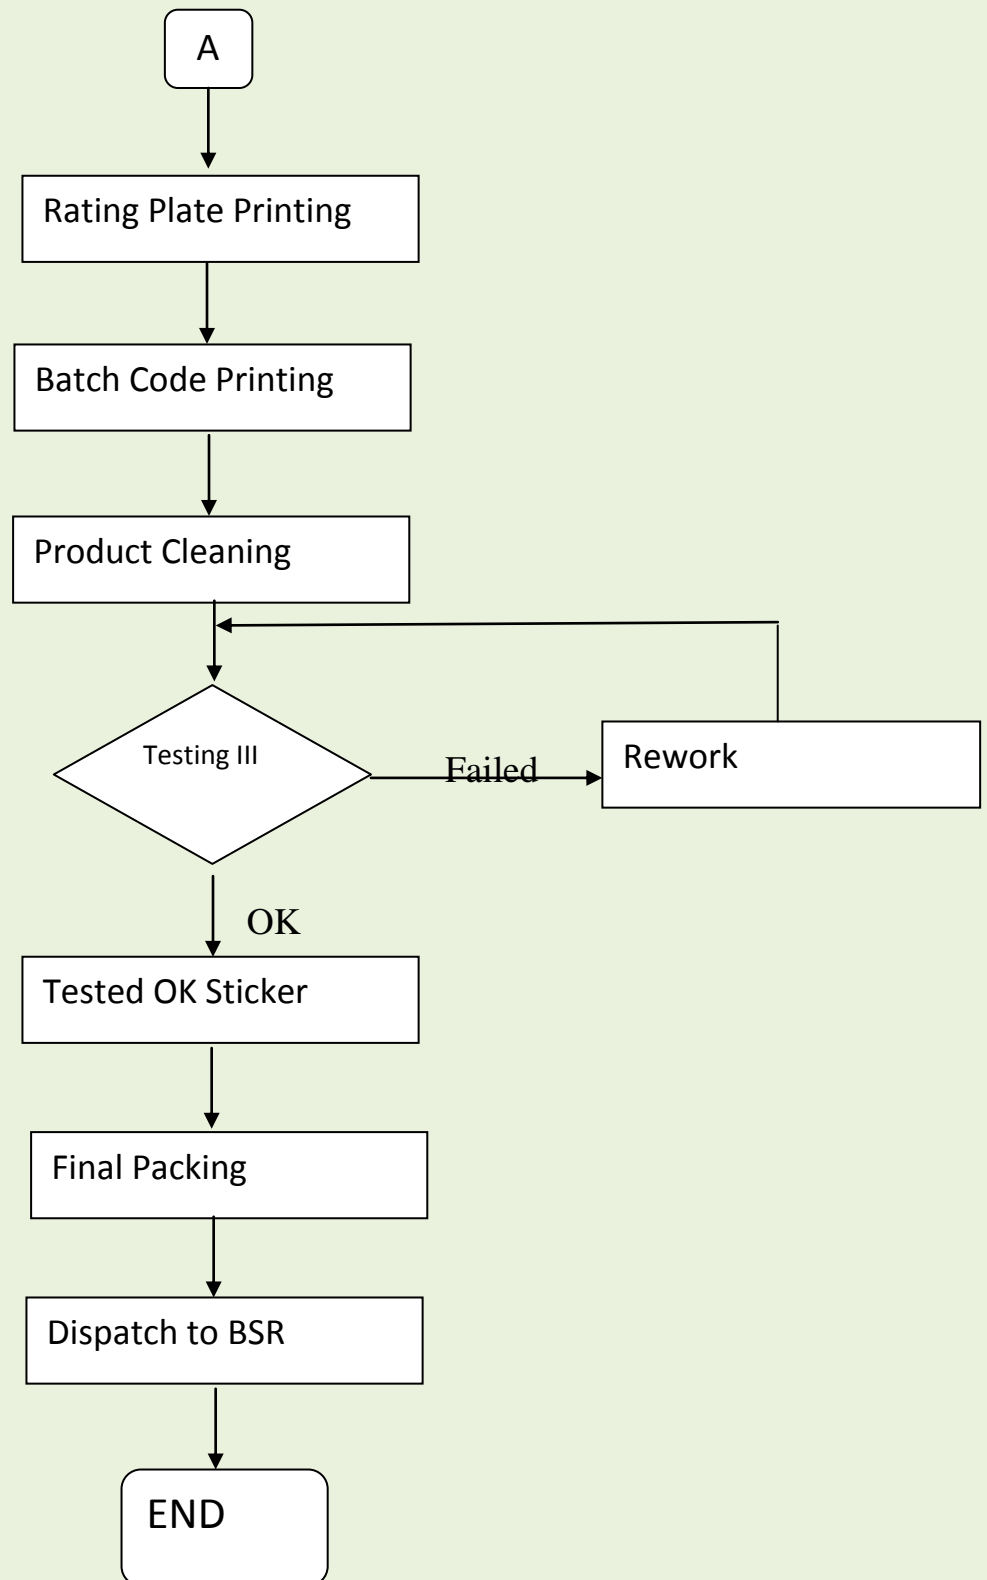 A
Rating Plate Printing
Batch Code Printing
Product Cleaning
Testing III
Failed
Rework
OK
Tested OK Sticker
Final Packing
Dispatch to BSR
END